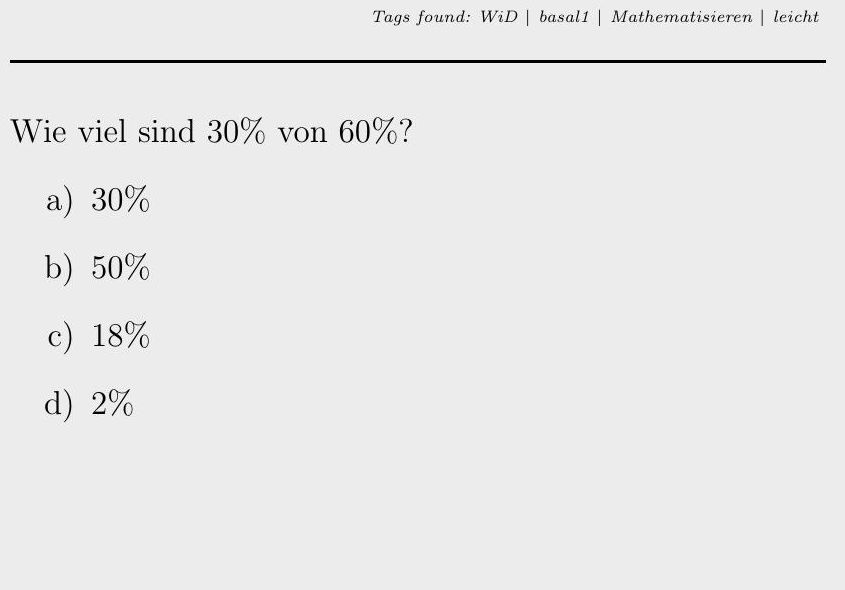 Tags found: WiD | basal1 | Mathematisieren | leicht
Wie viel sind 30% von 60%?
a) 30%
b) 50%
c) 18%
d) 2%